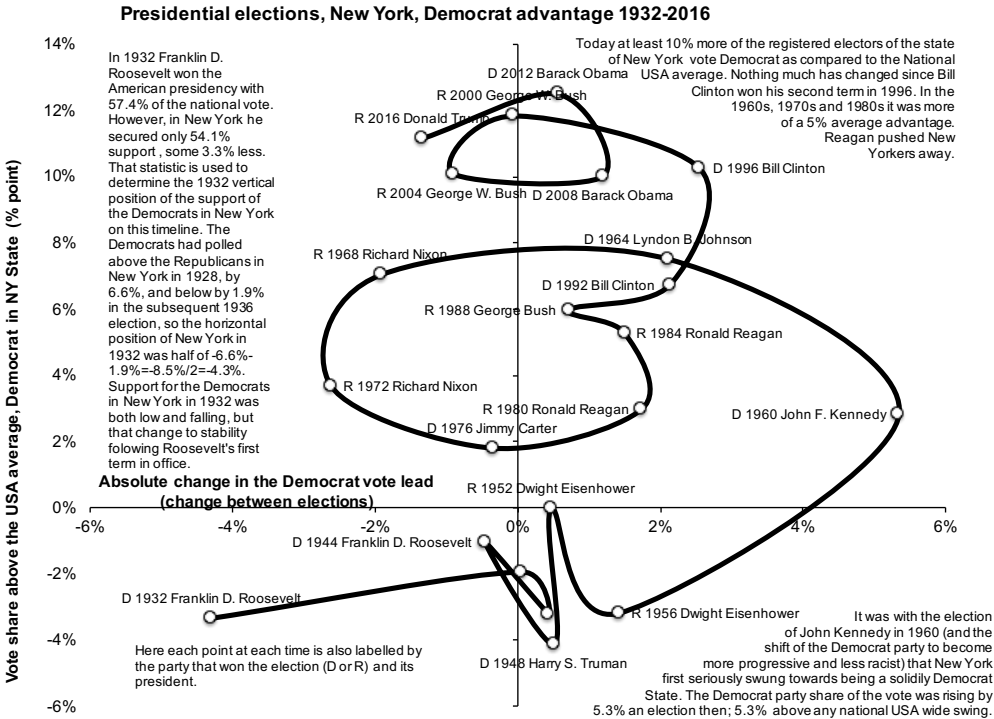 Presidential elections, New York, Democrat advantage 1932-2016
Vote share above the USA average, Democrat in NY State (% point)
14%
12%
10%
8%
6%
4%
2%
0%
-2%
-4%
-6%
In 1932 Franklin D.
Roosevelt won the
American presidency with
57.4% of the national vote.
However, in New York he
secured only 54.1%
support , some 3.3% less.
That statistic is used to
determine the 1932 vertical
position of the support of
the Democrats in New York
on this timeline. The
Democrats had polled
above the Republicans in
New York in 1928, by
6.6%, and below by 1.9%
in the subsequent 1936
election, so the horizontal
position of New York in
1932 was half of -6.6%-
1.9%=-8.5%/2=-4.3%.
Support for the Democrats
in New York in 1932 was
both low and falling, but
that change to stability
folowing Roosevelt's first
term in office.
Today at least 10% more of the registered electors of the state
of New York vote Democrat as compared to the National
USA average. Nothing much has changed since Bill
Clinton won his second term in 1996. In the
1960s, 1970s and 1980s it was more
of a 5% average advantage.
Reagan pushed New
Yorkers away.
D 2012 Barack Obama
R 2000 George W. Bush
R 2016 Donald Trump
D 1996 Bill Clinton
R 2004 George W. Bush
D 2008 Barack Obama
D 1964 Lyndon B. Johnson
R 1968 Richard Nixon
D 1992 Bill Clinton
R 1988 George Bush
R 1984 Ronald Reagan
R 1972 Richard Nixon
R 1980 Ronald Reagan
D 1960 John F. Kennedy
D 1976 Jimmy Carter
Absolute change in the Democrat vote lead
(change between elections)
R 1952 Dwight Eisenhower
-6%
-4%
-2%
0%
2%
4%
6%
D 1944 Franklin D. Roosevelt
D 1932 Franklin D. Roosevelt
R 1956 Dwight Eisenhower
D 1948 Harry S. Truman
Here each point at each time is also labelled by
the party that won the election (D or R) and its
president.
It was with the election
of John Kennedy in 1960 (and the
shift of the Democrat party to become
more progressive and less racist) that New York
first seriously swung towards being a solidily Democrat
State. The Democrat party share of the vote was rising by
5.3% an election then; 5.3% above any national USA wide swing.